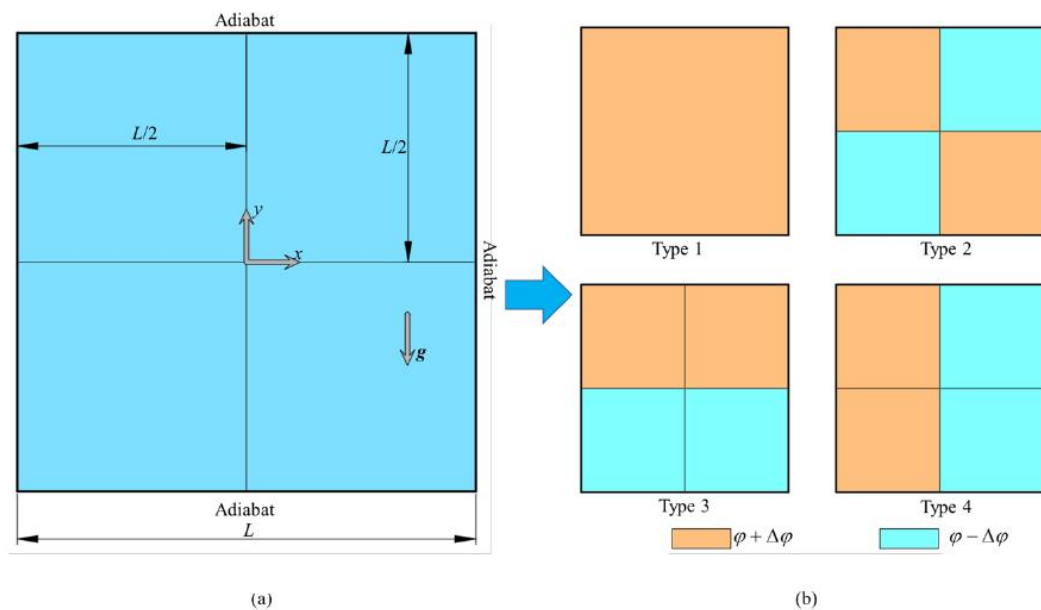 Adiabat
L/2
L/2
y
x
Adiabat
g
Adiabat
L
(a)
Type 1
Type 2
Type 3
Type 4
φ + Δφ
φ − Δφ
(b)